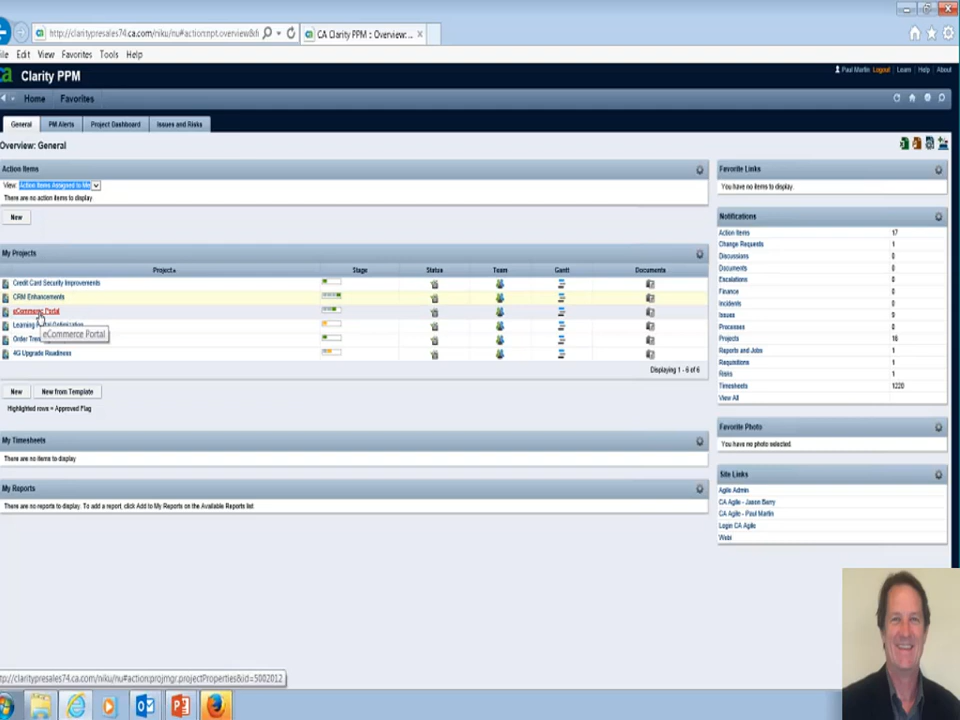 http://claritypresales74.ca.com/niku/nu#action:npt.overview&di
CA Clarity PPM :: Overview:...
ile Edit View Favorites Tools Help
Clarity PPM
Paul Martin Logout Learn Help About
Home Favorites
General PM Alerts Project Dashboard Issues and Risks
Overview: General
Action Items
View: Action Items Assigned to Me
There are no action items to display.
New
My Projects
Project Stage Status Team Gantt Documents
Credit Card Security Improvements
CRM Enhancements
eCommerce Portal
Learning Portal Optimization
eCommerce Portal
Order
4G Upgrade Readiness
Displaying 1 - 6 of 6
New New from Template
Highlighted rows = Approved Flag
My Timesheets
There are no items to display
My Reports
There are no reports to display. To add a report, click Add to My Reports on the Available Reports list
Favorite Links
You have no items to display.
Notifications
Action Items 17
Change Requests 1
Discussions 0
Documents 0
Escalations 0
Finance 0
Incidents 0
Issues 9
Processes 0
Projects 16
Reports and Jobs 1
Requisitions 1
Risks 1
Timesheets 1220
View All
Favorite Photo
You have no photo selected.
Site Links
Agile Admin
CA Agile - Jason Berry
CA Agile - Paul Martin
Login CA Agile
Webi
tp://claritypresales74.ca.com/niku/nu#action:projmgr.projectProperties&id=5002012